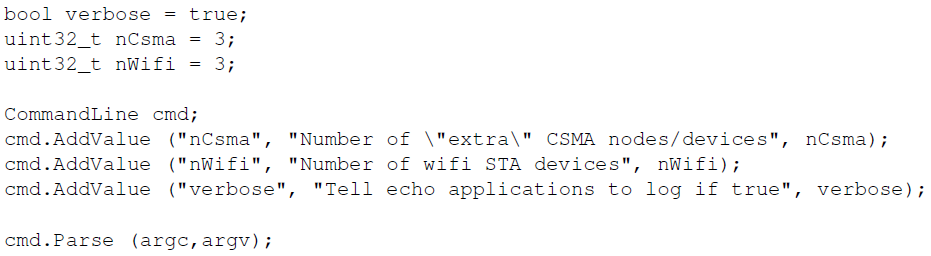 bool verbose = true;
uint32_t nCsma = 3;
uint32_t nWifi = 3;
CommandLine cmd;
cmd.AddValue ("nCsma", "Number of \"extra\" CSMA nodes/devices", nCsma);
cmd.AddValue ("nWifi", "Number of wifi STA devices", nWifi);
cmd.AddValue ("verbose", "Tell echo applications to log if true", verbose);
cmd.Parse (argc,argv);